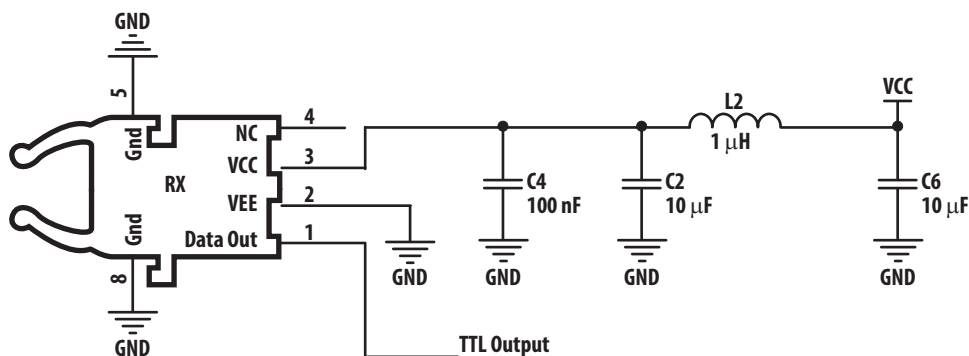 GND
5
Gnd
NC
4
VCC
3
RX
VEE
2
Gnd
Data Out
1
8
GND
GND
TTL Output
C4
100 nF
GND
C2
10 μF
GND
L2
1 μH
VCC
C6
10 μF
GND